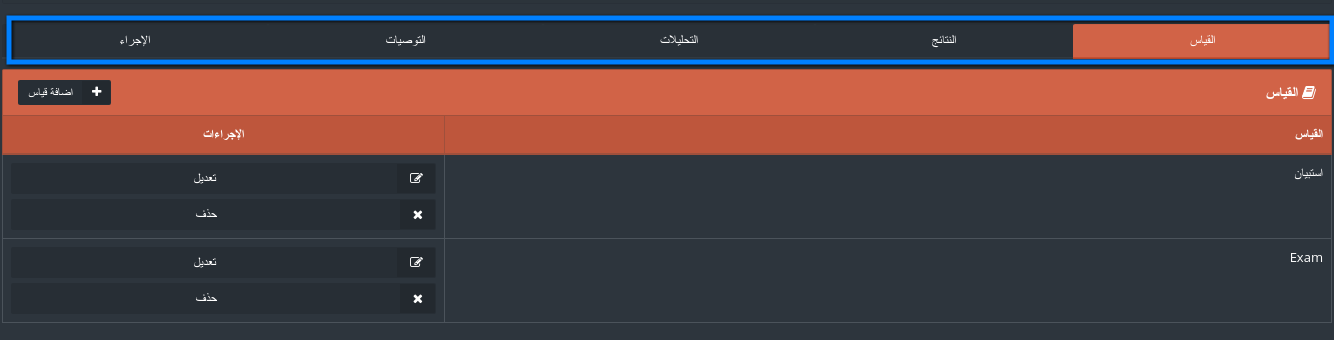 القياس النتائج التحليلات التوصيات الإجراء
القياس اضافة قياس
القياس الإجراءات
استبيان تعديل
حذف
Exam تعديل
حذف